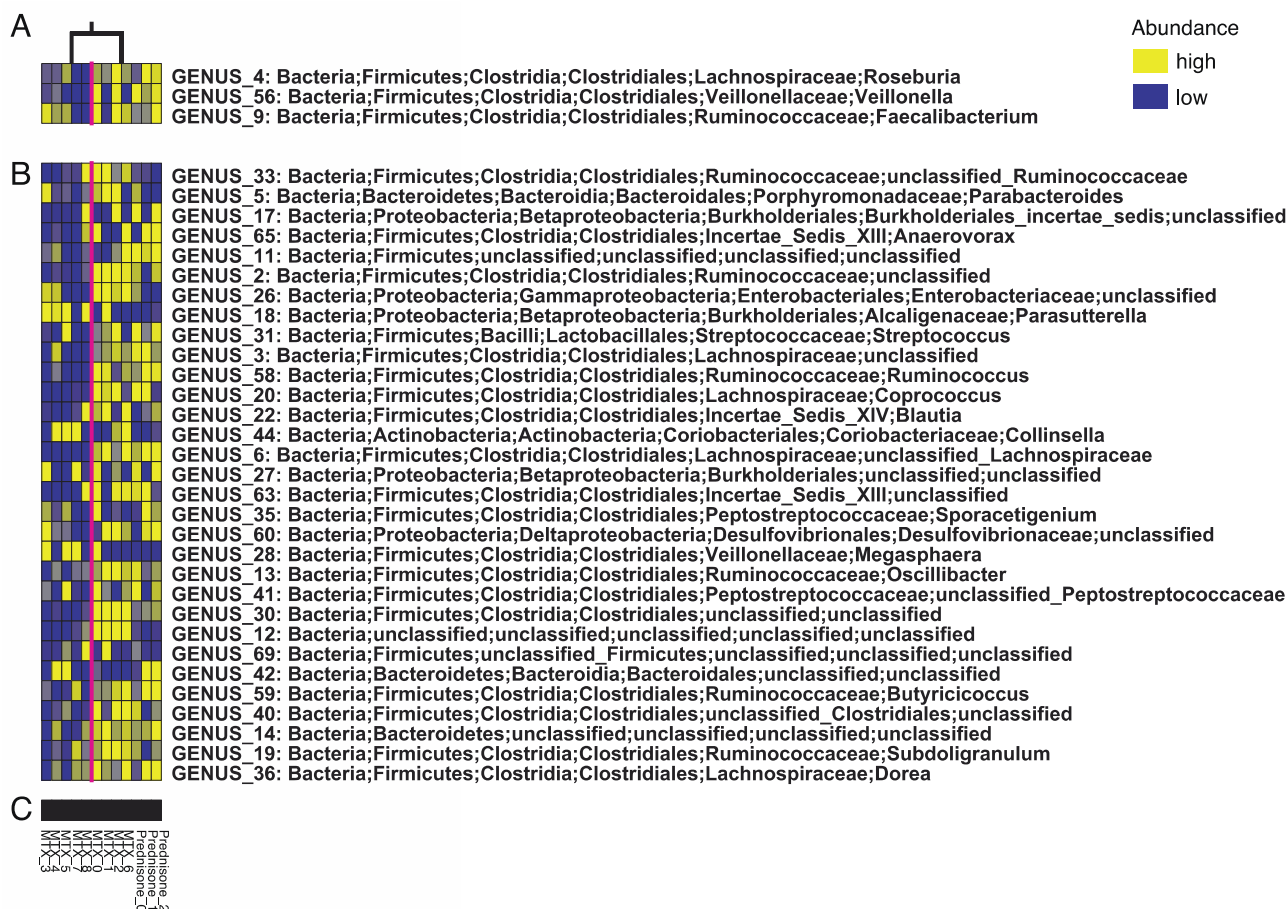 A
Abundance
high
low
GENUS_4: Bacteria;Firmicutes;Clostridia;Clostridiales;Lachnospiraceae;Roseburia
GENUS_56: Bacteria;Firmicutes;Clostridia;Clostridiales;Veillonellaceae;Veillonella
GENUS_9: Bacteria;Firmicutes;Clostridia;Clostridiales;Ruminococcaceae;Faecalibacterium
B
GENUS_33: Bacteria;Firmicutes;Clostridia;Clostridiales;Ruminococcaceae;unclassified_Ruminococcaceae
GENUS_5: Bacteria;Bacteroidetes;Bacteroidia;Bacteroidales;Porphyromonadaceae;Parabacteroides
GENUS_17: Bacteria;Proteobacteria;Betaproteobacteria;Burkholderiales;Burkholderiales_incertae_sedis;unclassified
GENUS_65: Bacteria;Firmicutes;Clostridia;Clostridiales;Incertae_Sedis_XIII;Anaerovorax
GENUS_11: Bacteria;Firmicutes;unclassified;unclassified;unclassified;unclassified
GENUS_2: Bacteria;Firmicutes;Clostridia;Clostridiales;Ruminococcaceae;unclassified
GENUS_26: Bacteria;Proteobacteria;Gammaproteobacteria;Enterobacteriales;Enterobacteriaceae;unclassified
GENUS_18: Bacteria;Proteobacteria;Betaproteobacteria;Burkholderiales;Alcaligenaceae;Parasutterella
GENUS_31: Bacteria;Firmicutes;Bacilli;Lactobacillales;Streptococcaceae;Streptococcus
GENUS_3: Bacteria;Firmicutes;Clostridia;Clostridiales;Lachnospiraceae;unclassified
GENUS_58: Bacteria;Firmicutes;Clostridia;Clostridiales;Ruminococcaceae;Ruminococcus
GENUS_20: Bacteria;Firmicutes;Clostridia;Clostridiales;Lachnospiraceae;Coprococcus
GENUS_22: Bacteria;Firmicutes;Clostridia;Clostridiales;Incertae_Sedis_XIV;Blautia
GENUS_44: Bacteria;Actinobacteria;Actinobacteria;Coriobacteriales;Coriobacteriaceae;Collinsella
GENUS_6: Bacteria;Firmicutes;Clostridia;Clostridiales;Lachnospiraceae;unclassified_Lachnospiraceae
GENUS_27: Bacteria;Proteobacteria;Betaproteobacteria;Burkholderiales;unclassified;unclassified
GENUS_63: Bacteria;Firmicutes;Clostridia;Clostridiales;Incertae_Sedis_XIII;unclassified
GENUS_35: Bacteria;Firmicutes;Clostridia;Clostridiales;Peptostreptococcaceae;Sporacetigenium
GENUS_60: Bacteria;Proteobacteria;Deltaproteobacteria;Desulfovibrionales;Desulfovibrionaceae;unclassified
GENUS_28: Bacteria;Firmicutes;Clostridia;Clostridiales;Veillonellaceae;Megasphaera
GENUS_13: Bacteria;Firmicutes;Clostridia;Clostridiales;Ruminococcaceae;Oscillibacter
GENUS_41: Bacteria;Firmicutes;Clostridia;Clostridiales;Peptostreptococcaceae;unclassified_Peptostreptococcaceae
GENUS_30: Bacteria;Firmicutes;Clostridia;Clostridiales;unclassified;unclassified
GENUS_12: Bacteria;unclassified;unclassified;unclassified;unclassified;unclassified
GENUS_69: Bacteria;Firmicutes;unclassified_Firmicutes;unclassified;unclassified;unclassified
GENUS_42: Bacteria;Bacteroidetes;Bacteroidia;Bacteroidales;unclassified;unclassified
GENUS_59: Bacteria;Firmicutes;Clostridia;Clostridiales;Ruminococcaceae;Butyricicoccus
GENUS_40: Bacteria;Firmicutes;Clostridia;Clostridiales;unclassified_Clostridiales;unclassified
GENUS_14: Bacteria;Bacteroidetes;unclassified;unclassified;unclassified;unclassified
GENUS_19: Bacteria;Firmicutes;Clostridia;Clostridiales;Ruminococcaceae;Subdoligranulum
GENUS_36: Bacteria;Firmicutes;Clostridia;Clostridiales;Lachnospiraceae;Dorea
C
MTX_3
MTX_4
MTX_5
MTX_7
MTX_8
MTX_0
MTX_1
MTX_2
MTX_6
Prednisone_0
Prednisone_1
Prednisone_2